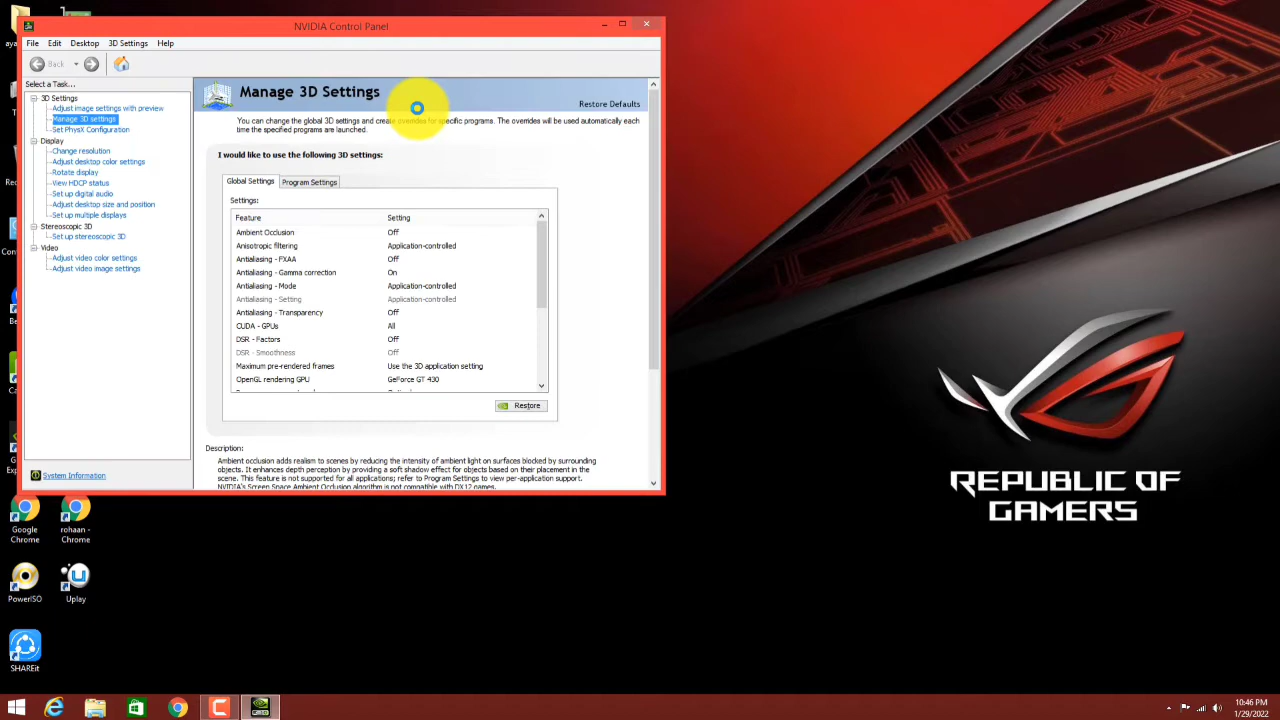 NVIDIA Control Panel
File Edit Desktop 3D Settings Help
Back
Select a Task...
3D Settings
Adjust image settings with preview
Manage 3D settings
Set PhysX Configuration
Display
Change resolution
Adjust desktop color settings
Rotate display
View HDCP status
Set up digital audio
Adjust desktop size and position
Set up multiple displays
Stereoscopic 3D
Set up stereoscopic 3D
Video
Adjust video color settings
Adjust video image settings
System Information
Manage 3D Settings
Restore Defaults
You can change the global 3D settings and create overrides for specific programs. The overrides will be used automatically each
time the specified programs are launched.
I would like to use the following 3D settings:
Global Settings Program Settings
Settings:
Feature Setting
Ambient Occlusion Off
Anisotropic filtering Application-controlled
Antialiasing - FXAA Off
Antialiasing - Gamma correction On
Antialiasing - Mode Application-controlled
Antialiasing - Setting Application-controlled
Antialiasing - Transparency Off
CUDA - GPUs All
DSR - Factors Off
DSR - Smoothness Off
Maximum pre-rendered frames Use the 3D application setting
OpenGL rendering GPU GeForce GT 430
Restore
Description:
Ambient occlusion adds realism to scenes by reducing the intensity of ambient light on surfaces blocked by surrounding
objects. It enhances depth perception by providing a soft shadow effect for objects based on their placement in the
scene. This feature is not supported for all applications; refer to Program Settings to view per-application support.
NVIDIA's Screen Space Ambient Occlusion Algorithm is not compatible with DX12 games.
REPUBLIC OF
GAMERS
Google
Chrome
rohaan -
Chrome
PowerISO
Uplay
SHAREit
10:46 PM
1/29/2022